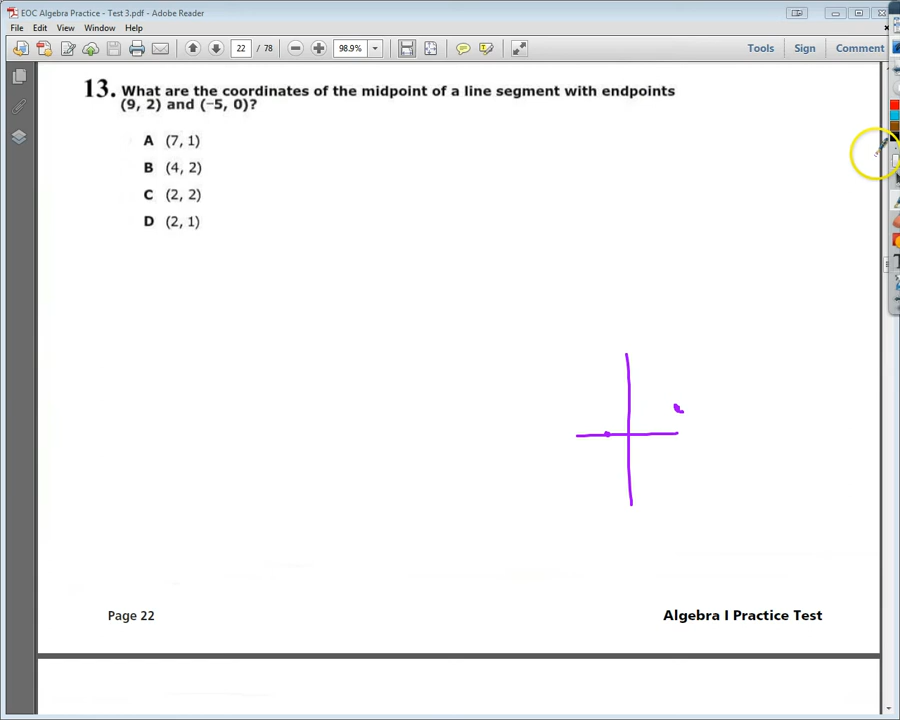 EOC Algebra Practice - Test 3.pdf - Adobe Reader
File Edit View Window Help
22 / 78 98.9% Tools Sign Comment
13. What are the coordinates of the midpoint of a line segment with endpoints
(9, 2) and (−5, 0)?
A (7, 1)
B (4, 2)
C (2, 2)
D (2, 1)
Page 22 Algebra I Practice Test